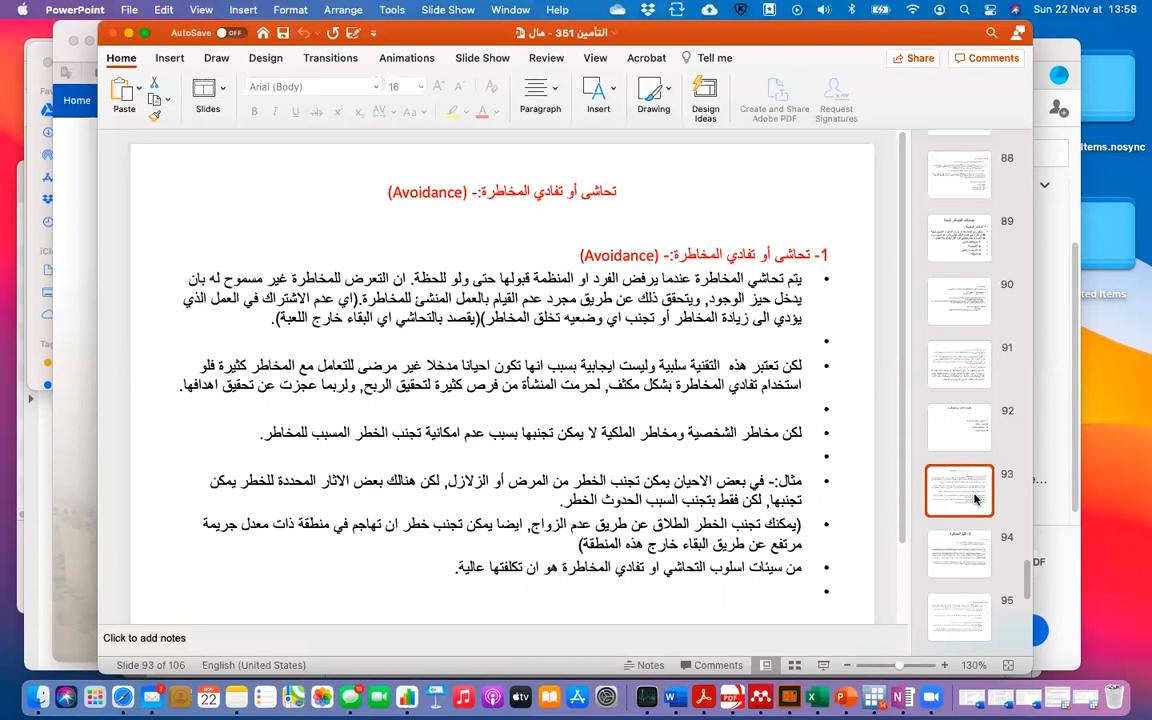 PowerPoint File Edit View Insert Format Arrange Tools Slide Show Window Help Sun 22 Nov at 13:58
AutoSave OFF التأمين 351 - مال
Home Insert Draw Design Transitions Animations Slide Show Review View Acrobat Tell me Share Comments
Home
Paste Slides Arial (Body) 16 Paragraph Insert Drawing Design Ideas Create and Share Adobe PDF Request Signatures
Items.nosync
تحاشى أو تفادي المخاطرة:- (Avoidance)
1- تحاشى أو تفادي المخاطرة:- (Avoidance)
يتم تحاشي المخاطرة عندما يرفض الفرد او المنظمة قبولها حتى ولو للحظة. ان التعرض للمخاطرة غير مسموح له بان
يدخل حيز الوجود, ويتحقق ذلك عن طريق مجرد عدم القيام بالعمل المنشئ للمخاطرة.(اي عدم الاشتراك في العمل الذي
يؤدي الى زيادة المخاطر أو تجنب اي وضعيه تخلق المخاطر)(يقصد بالتحاشي اي البقاء خارج اللعبة).
لكن تعتبر هذه التقنية سلبية وليست ايجابية بسبب انها تكون احيانا مدخلا غير مرضى للتعامل مع المخاطر كثيرة فلو
استخدام تفادي المخاطرة بشكل مكثف, لحرمت المنشأة من فرص كثيرة لتحقيق الربح, ولربما عجزت عن تحقيق اهدافها.
لكن مخاطر الشخصية ومخاطر الملكية لا يمكن تجنبها بسبب عدم امكانية تجنب الخطر المسبب للمخاطر.
مثال:- في بعض الاحيان يمكن تجنب الخطر من المرض أو الزلازل, لكن هنالك بعض الاثار المحددة للخطر يمكن
تجنبها, لكن فقط بتجنب السبب الحدوث الخطر.
(يمكنك تجنب الخطر الطلاق عن طريق عدم الزواج, ايضا يمكن تجنب خطر ان تهاجم في منطقة ذات معدل جريمة
مرتفع عن طريق البقاء خارج هذه المنطقة)
من سيئات اسلوب التحاشي او تفادي المخاطرة هو ان تكلفتها عالية.
88
89
90
91
92
93
94
95
Click to add notes
Slide 93 of 106 English (United States) Notes Comments 130%
NOV 22